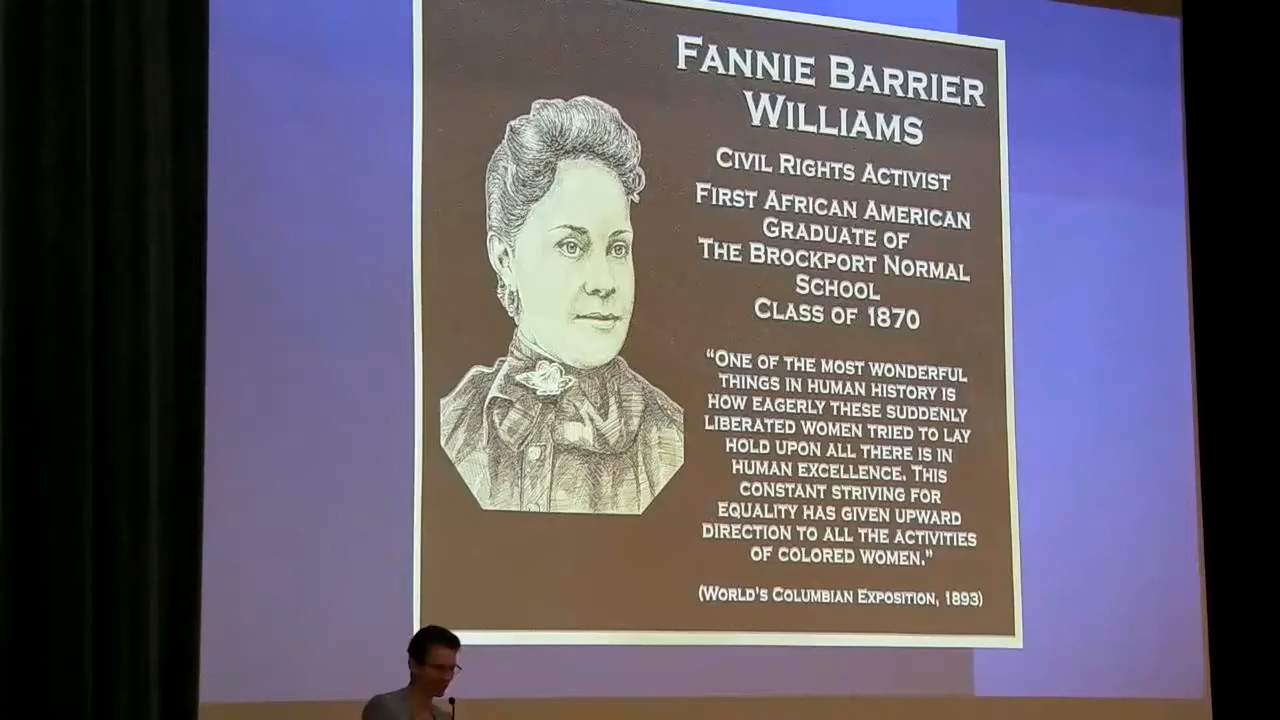 FANNIE BARRIER
WILLIAMS
CIVIL RIGHTS ACTIVIST
FIRST AFRICAN AMERICAN
GRADUATE OF
THE BROCKPORT NORMAL
SCHOOL
CLASS OF 1870
“ONE OF THE MOST WONDERFUL
THINGS IN HUMAN HISTORY IS
HOW EAGERLY THESE SUDDENLY
LIBERATED WOMEN TRIED TO LAY
HOLD UPON ALL THERE IS IN
HUMAN EXCELLENCE. THIS
CONSTANT STRIVING FOR
EQUALITY HAS GIVEN UPWARD
DIRECTION TO ALL THE ACTIVITIES
OF COLORED WOMEN.”
(WORLD'S COLUMBIAN EXPOSITION, 1893)